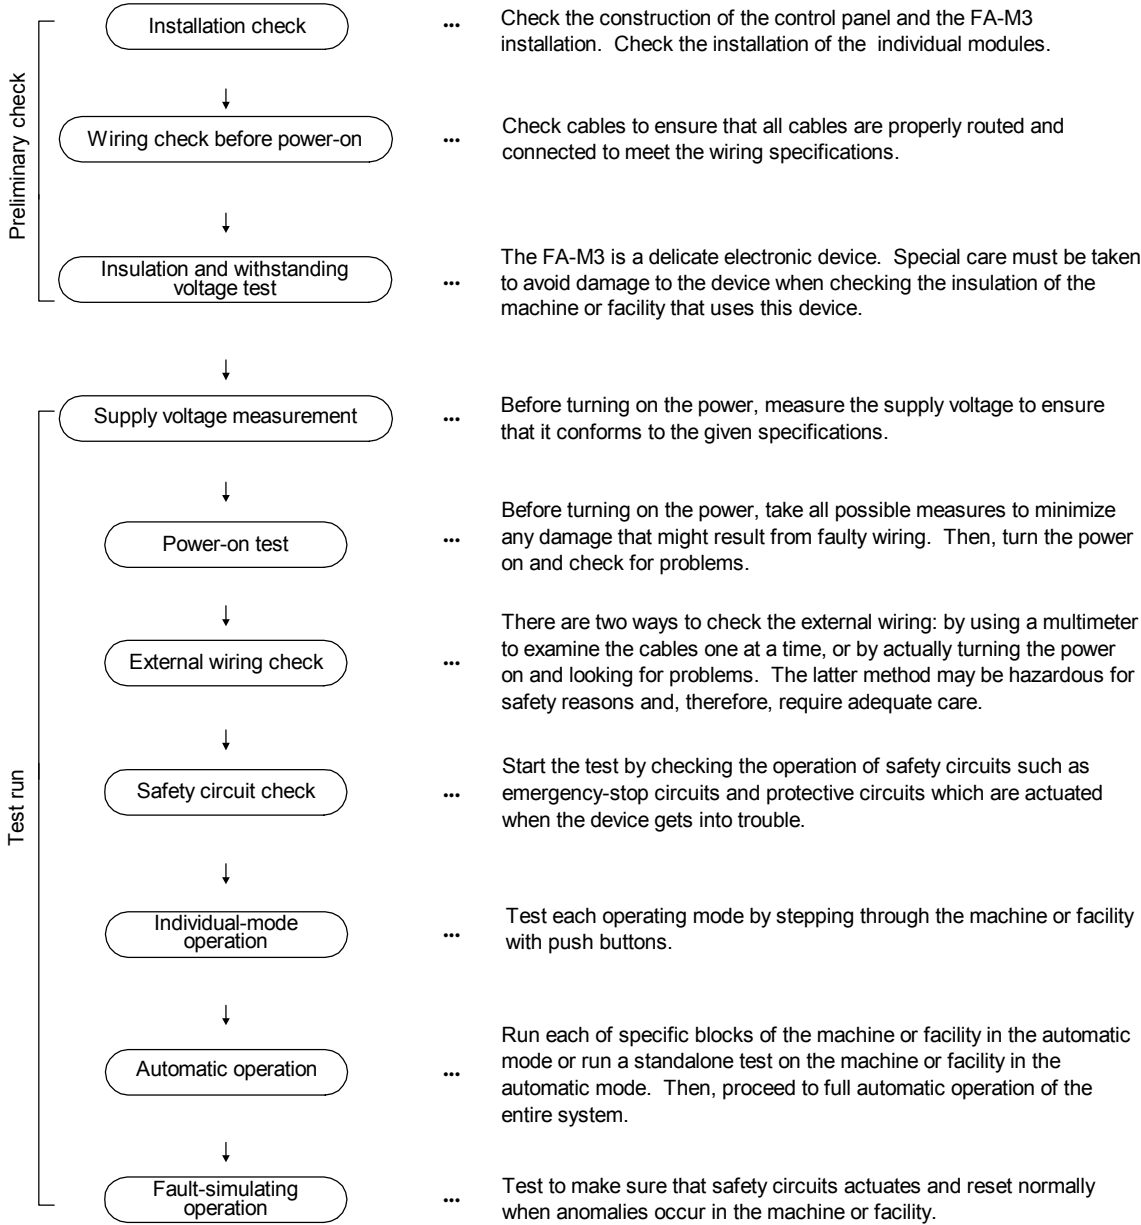 Preliminary check
Installation check
...
Check the construction of the control panel and the FA-M3
installation. Check the installation of the individual modules.
↓
Wiring check before power-on
...
Check cables to ensure that all cables are properly routed and
connected to meet the wiring specifications.
↓
Insulation and withstanding
voltage test
...
The FA-M3 is a delicate electronic device. Special care must be taken
to avoid damage to the device when checking the insulation of the
machine or facility that uses this device.
↓
Test run
Supply voltage measurement
...
Before turning on the power, measure the supply voltage to ensure
that it conforms to the given specifications.
↓
Power-on test
...
Before turning on the power, take all possible measures to minimize
any damage that might result from faulty wiring. Then, turn the power
on and check for problems.
↓
External wiring check
...
There are two ways to check the external wiring: by using a multimeter
to examine the cables one at a time, or by actually turning the power
on and looking for problems. The latter method may be hazardous for
safety reasons and, therefore, require adequate care.
↓
Safety circuit check
...
Start the test by checking the operation of safety circuits such as
emergency-stop circuits and protective circuits which are actuated
when the device gets into trouble.
↓
Individual-mode
operation
...
Test each operating mode by stepping through the machine or facility
with push buttons.
↓
Automatic operation
...
Run each of specific blocks of the machine or facility in the automatic
mode or run a standalone test on the machine or facility in the
automatic mode. Then, proceed to full automatic operation of the
entire system.
↓
Fault-simulating
operation
...
Test to make sure that safety circuits actuates and reset normally
when anomalies occur in the machine or facility.